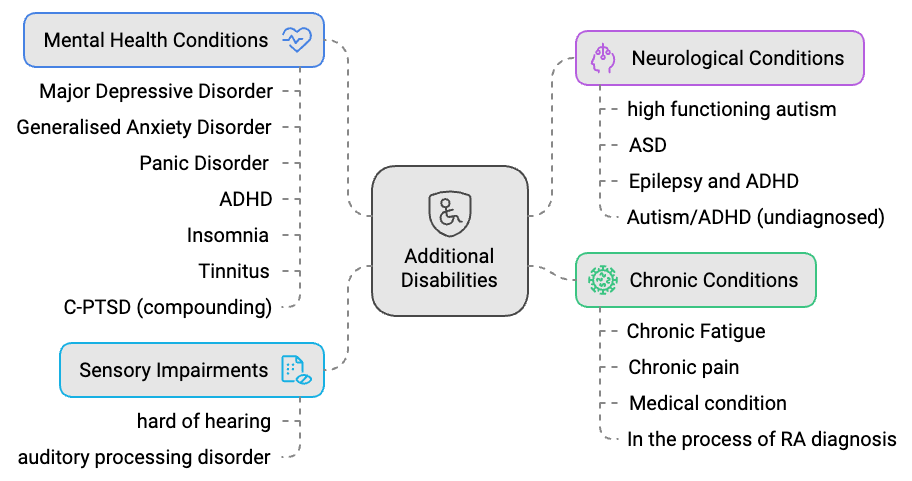 Mental Health Conditions
Major Depressive Disorder
Generalised Anxiety Disorder
Panic Disorder
ADHD
Insomnia
Tinnitus
C-PTSD (compounding)
Sensory Impairments
hard of hearing
auditory processing disorder
Additional
Disabilities
Neurological Conditions
high functioning autism
ASD
Epilepsy and ADHD
Autism/ADHD (undiagnosed)
Chronic Conditions
Chronic Fatigue
Chronic pain
Medical condition
In the process of RA diagnosis